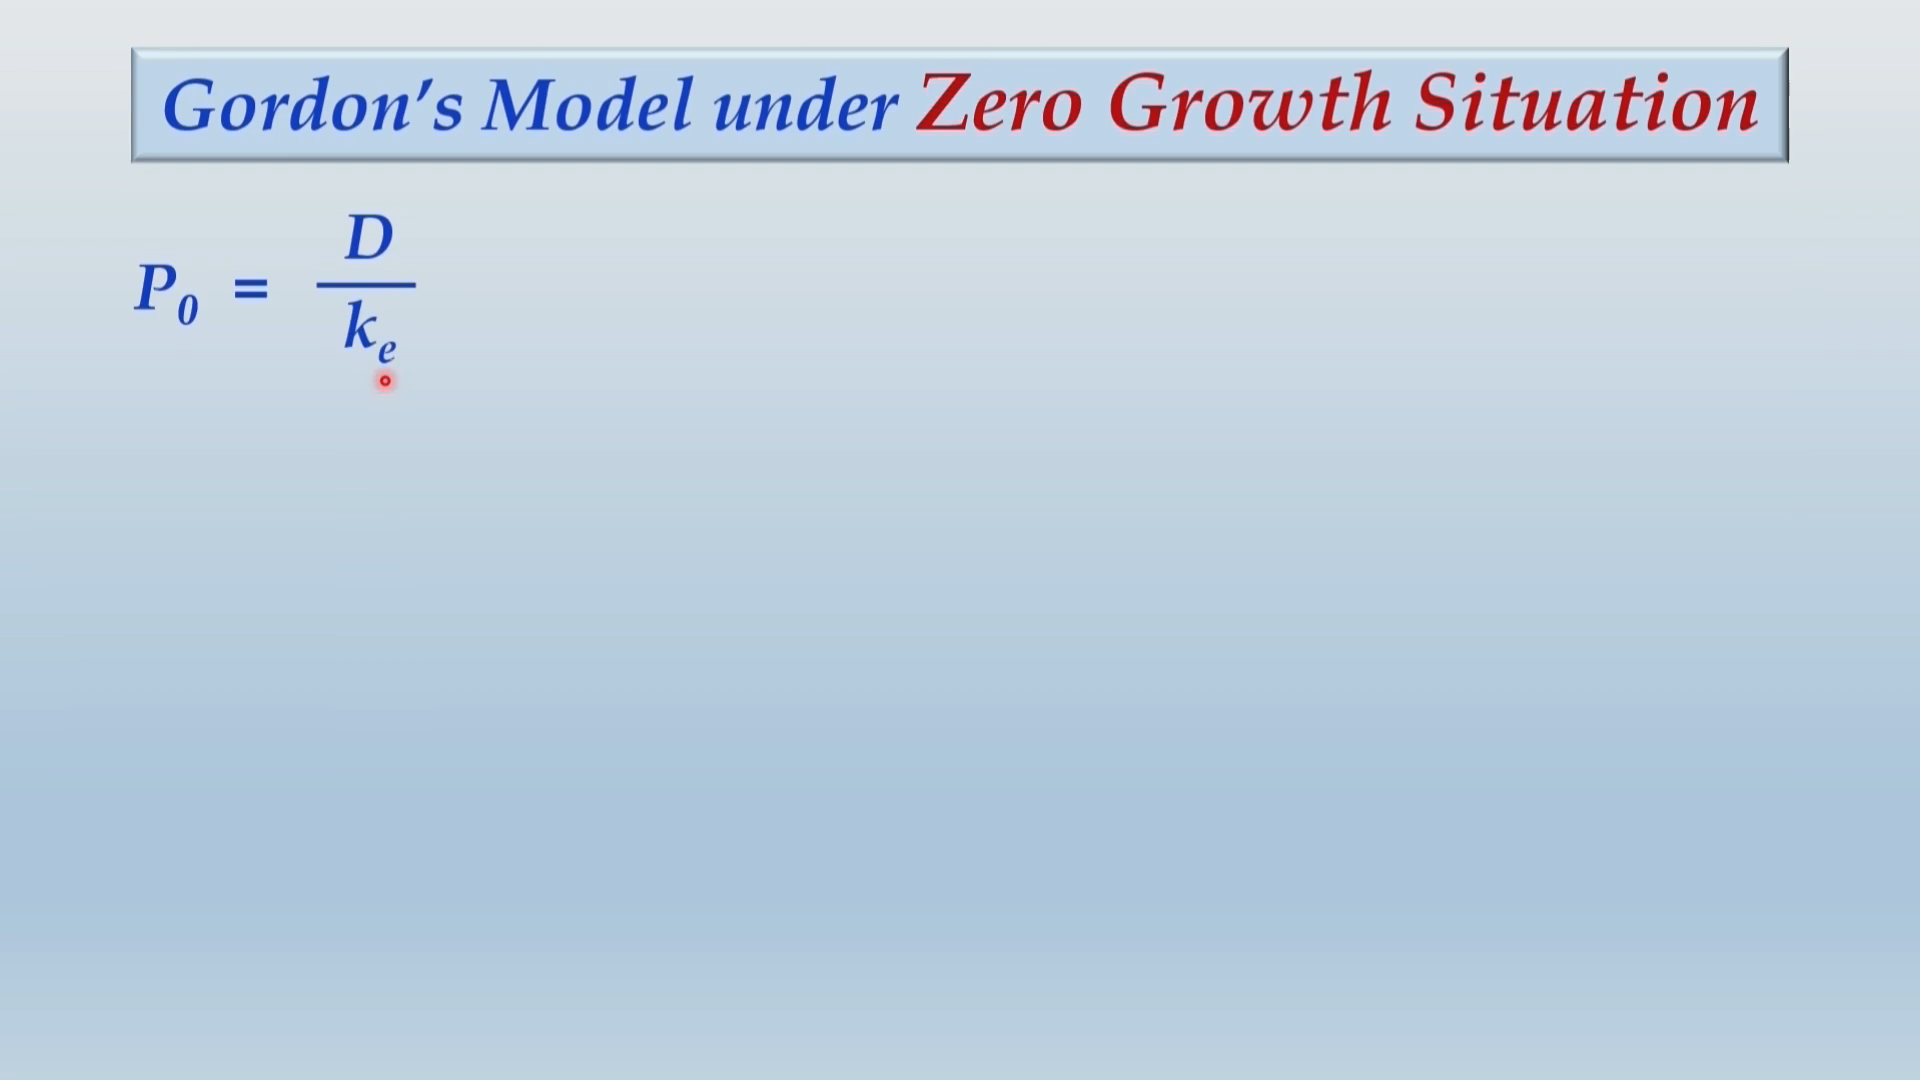 Gordon's Model under Zero Growth Situation
P₀ = D / kₑ